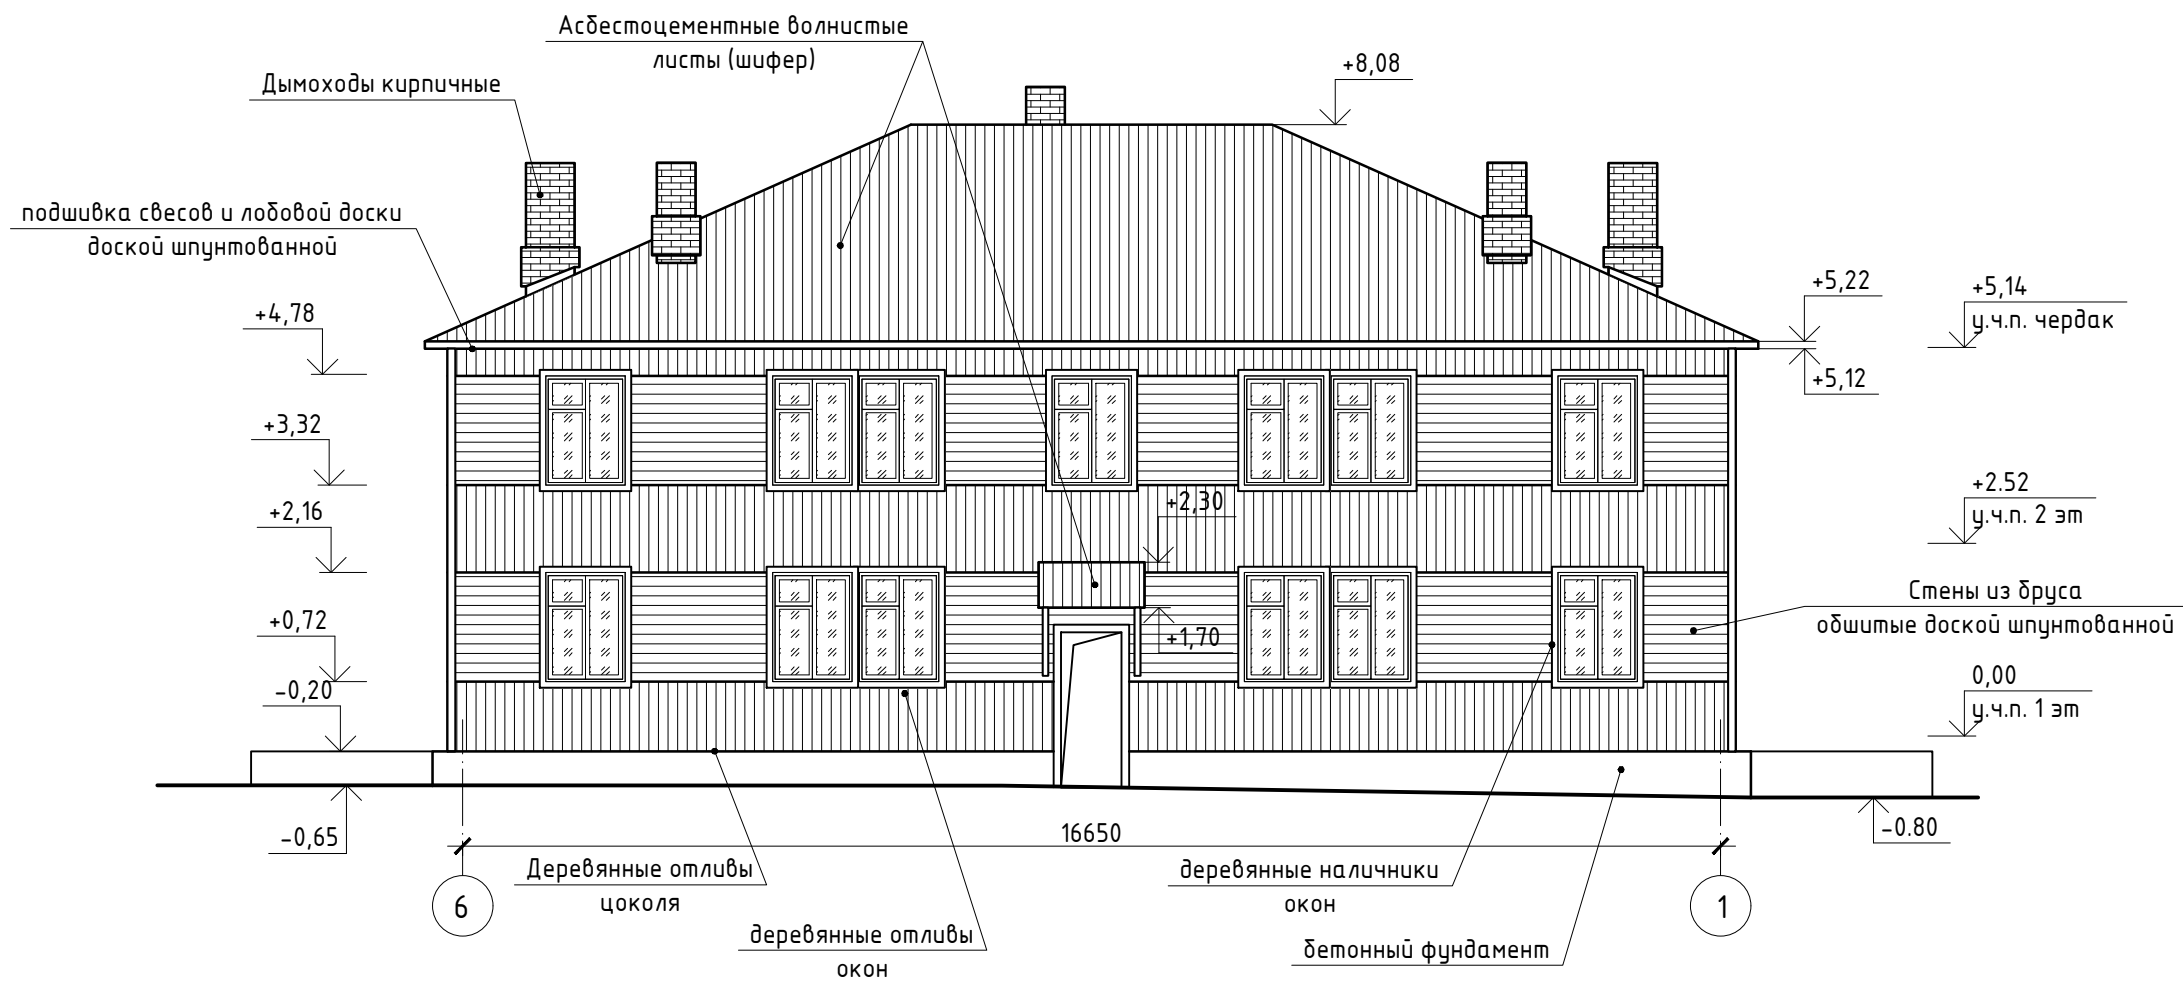 Асбестоцементные волнистые
листы (шифер)
+8,08
Дымоходы кирпичные
подшивка свесов и лобовой доски
доской шпунтованной
+5,22
+5,14
у.ч.п. чердак
+4,78
+5,12
+3,32
+2.52
у.ч.п. 2 эт
+2,30
+2,16
Стены из бруса
обшитые доской шпунтованной
+0,72
+1,70
-0,20
0,00
у.ч.п. 1 эт
-0,65
16650
-0.80
Деревянные отливы
цоколя
деревянные наличники
окон
6
1
деревянные отливы
окон
бетонный фундамент